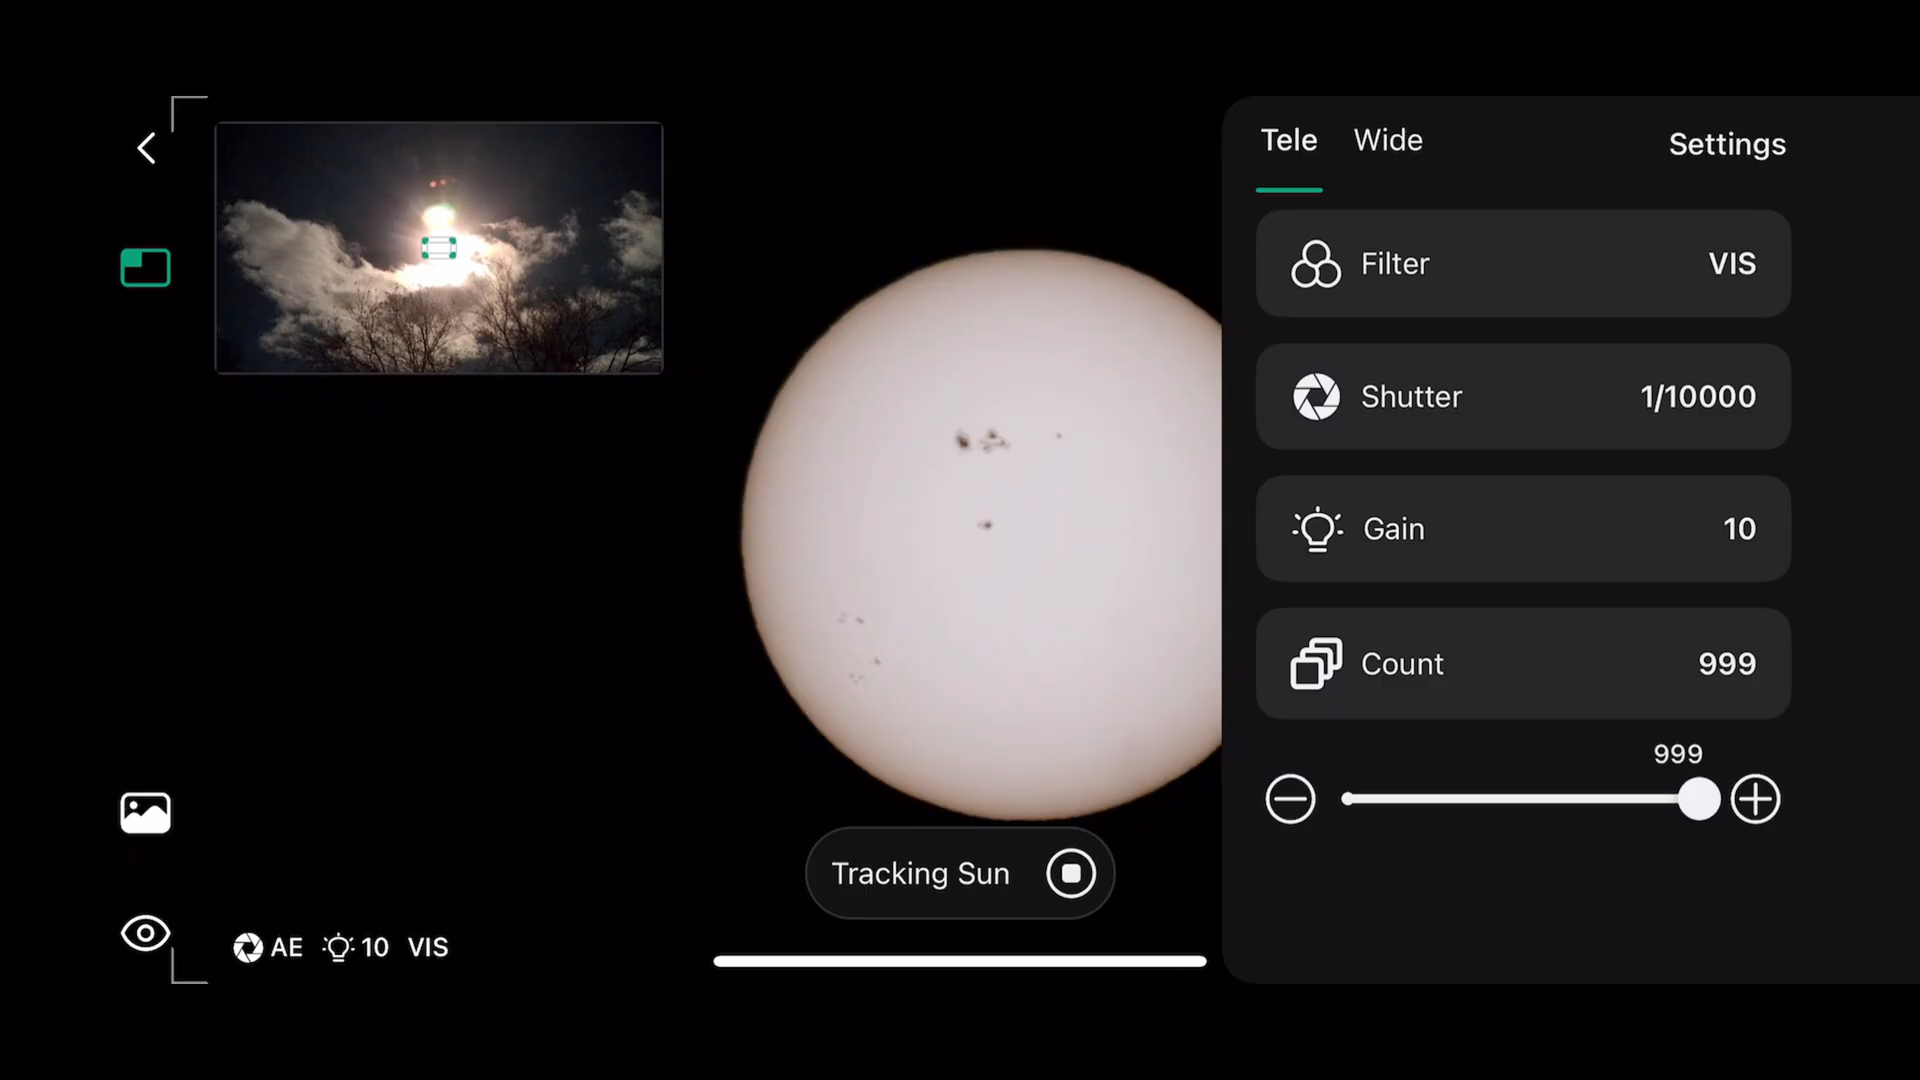 Tele Wide Settings
Filter VIS
Shutter 1/10000
Gain 10
Count 999
999
Tracking Sun
AE 10 VIS